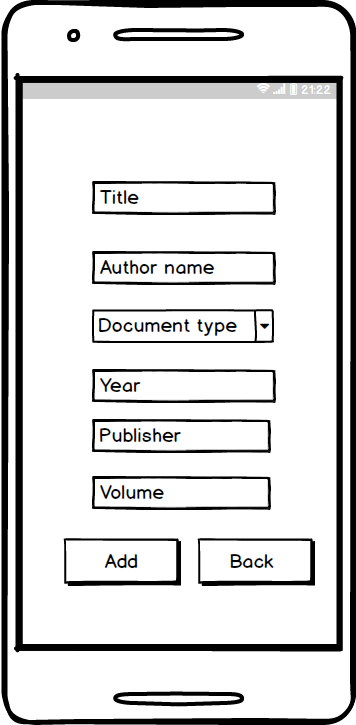 21:22
Title
Author name
Document type
Year
Publisher
Volume
Add Back